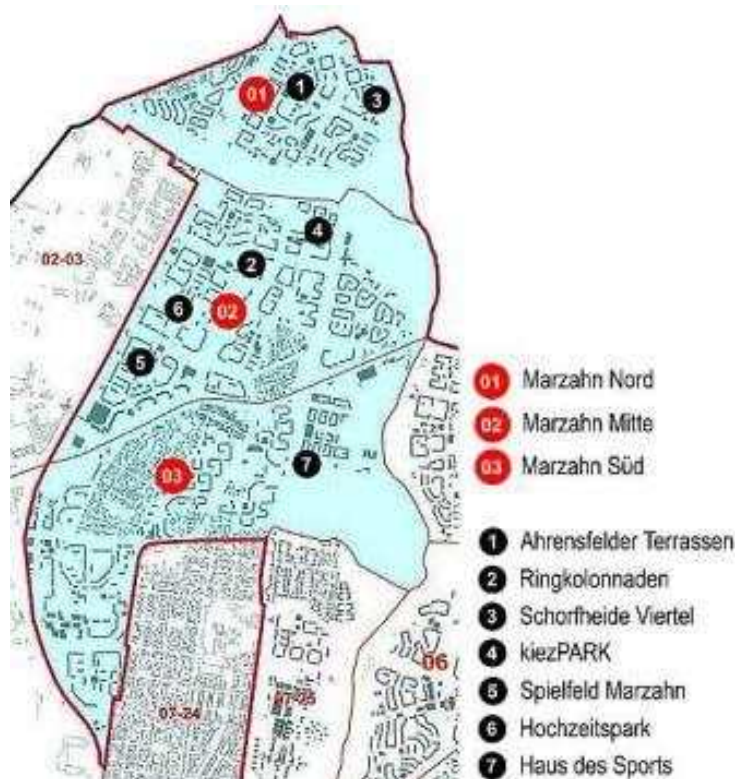 01
1
3
4
02-03
2
6
02
5
03
7
07-24
06
01 Marzahn Nord
02 Marzahn Mitte
03 Marzahn Süd
1 Ahrensfelder Terrassen
2 Ringkolonnaden
3 Schorfheide Viertel
4 kiezPARK
5 Spielfeld Marzahn
6 Hochzeitspark
7 Haus des Sports